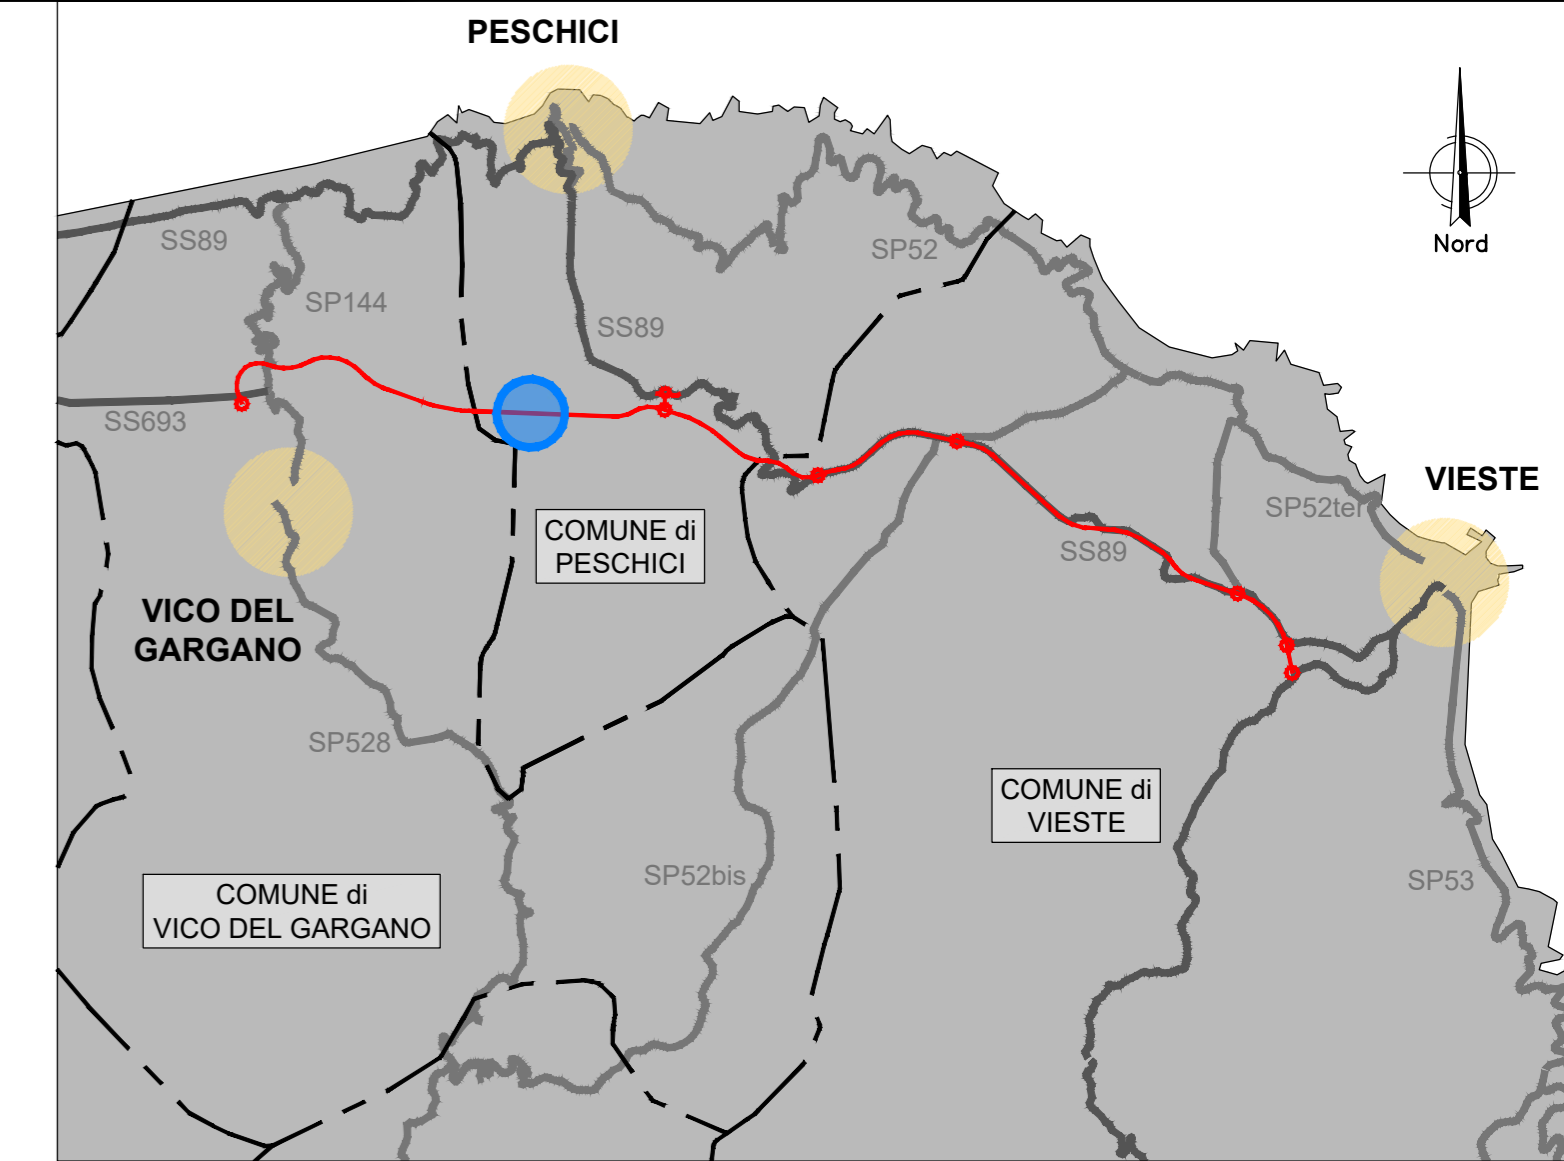 PESCHICI
Nord
SS89
SP52
SP144
SS89
SS693
VIESTE
SP52ter
COMUNE di
PESCHICI
SS89
VICO DEL
GARGANO
SP528
COMUNE di
VIESTE
SP52bis
SP53
COMUNE di
VICO DEL GARGANO